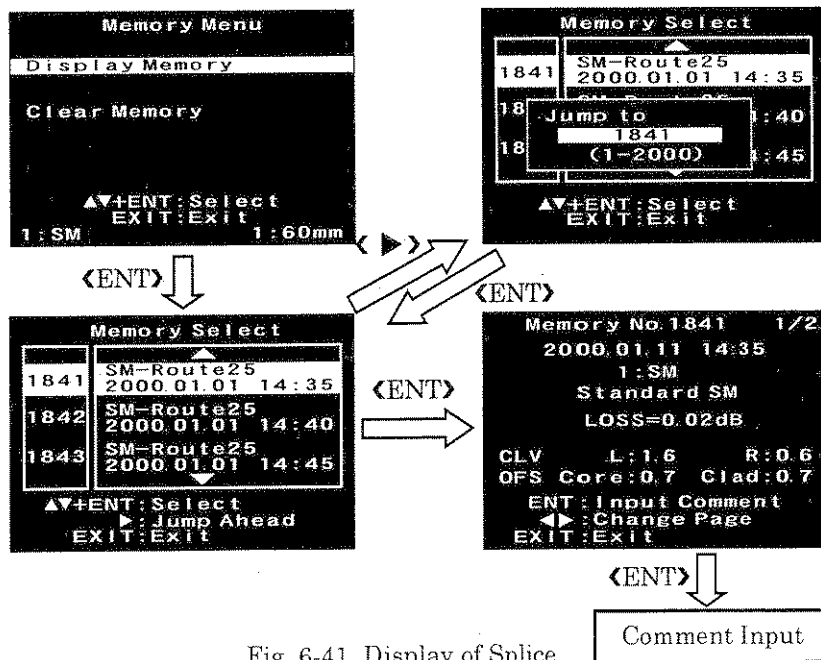 Memory Menu
Display Memory
Clear Memory
▲▼+ENT:Select
EXIT:Exit
1:SM 1:60mm
Memory Select
1841 SM-Route25
2000.01.01 14:35
18 1:40
Jump to
1841
(1-2000)
18 1:45
▲▼+ENT:Select
EXIT:Exit
《▶》
《ENT》
《ENT》
Memory Select
1841 SM-Route25
2000.01.01 14:35
1842 SM-Route25
2000.01.01 14:40
1843 SM-Route25
2000.01.01 14:45
▲▼+ENT:Select
▶:Jump Ahead
EXIT:Exit
《ENT》
Memory No.1841 1/2
2000.01.11 14:35
1:SM
Standard SM
LOSS=0.02dB
CLV L:1.6 R:0.6
OFS Core:0.7 Clad:0.7
ENT:Input Comment
◀▶:Change Page
EXIT:Exit
《ENT》
Comment Input
Fig. 6-41 Display of Splice